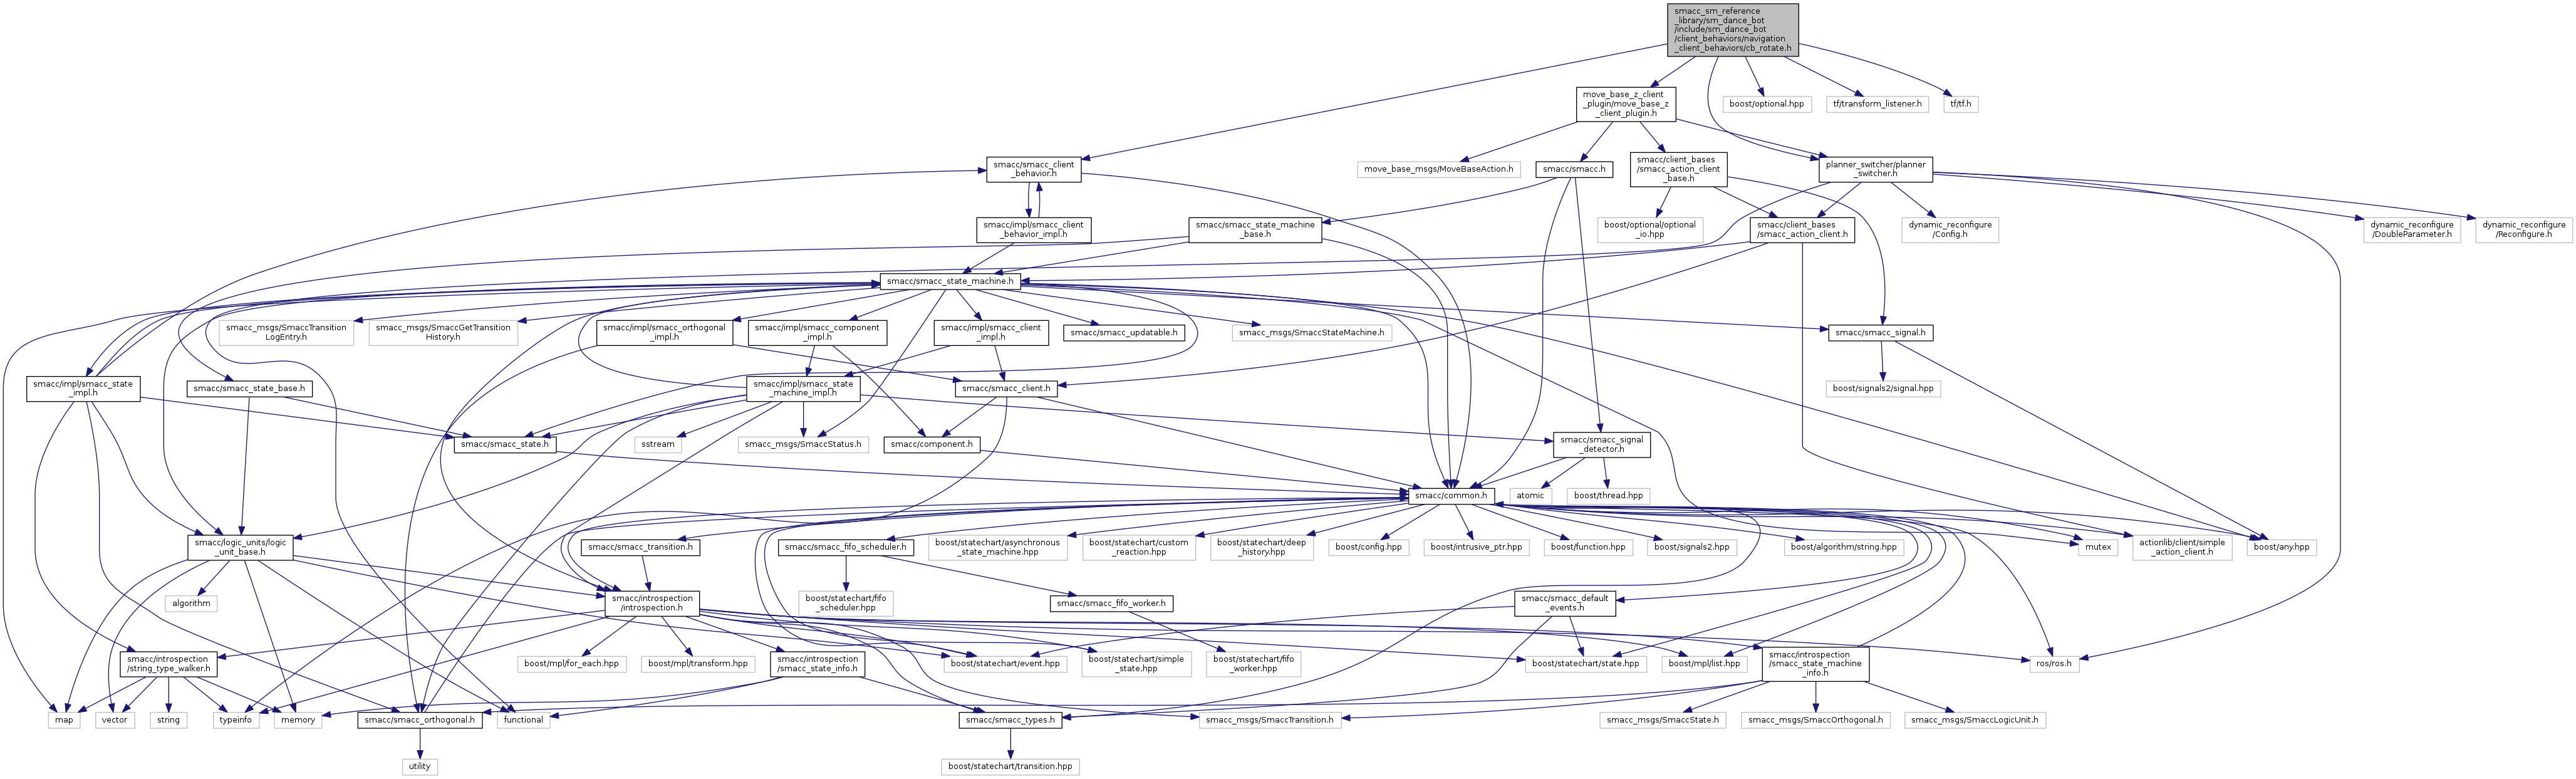 smacc_sm_reference
_library/sm_dance_bot
/include/sm_dance_bot
/client_behaviors/navigation
_client_behaviors/cb_rotate.h
move_base_z_client
_plugin/move_base_z
_client_plugin.h
boost/optional.hpp
tf/transform_listener.h
tf/tf.h
smacc/smacc_client
_behavior.h
move_base_msgs/MoveBaseAction.h
smacc/smacc.h
smacc/client_bases
/smacc_action_client
_base.h
planner_switcher/planner
_switcher.h
smacc/impl/smacc_client
_behavior_impl.h
smacc/smacc_state_machine
_base.h
boost/optional/optional
_io.hpp
smacc/client_bases
/smacc_action_client.h
dynamic_reconfigure
/Config.h
dynamic_reconfigure
/DoubleParameter.h
dynamic_reconfigure
/Reconfigure.h
smacc/smacc_state_machine.h
smacc_msgs/SmaccTransition
LogEntry.h
smacc_msgs/SmaccGetTransition
History.h
smacc/impl/smacc_orthogonal
_impl.h
smacc/impl/smacc_component
_impl.h
smacc/impl/smacc_client
_impl.h
smacc/smacc_updatable.h
smacc_msgs/SmaccStateMachine.h
smacc/smacc_signal.h
smacc/impl/smacc_state
_impl.h
smacc/smacc_state_base.h
smacc/impl/smacc_state
_machine_impl.h
smacc/smacc_client.h
boost/signals2/signal.hpp
smacc/smacc_state.h
sstream
smacc_msgs/SmaccStatus.h
smacc/component.h
smacc/smacc_signal
_detector.h
smacc/common.h
atomic
boost/thread.hpp
smacc/logic_units/logic
_unit_base.h
smacc/smacc_transition.h
smacc/smacc_fifo_scheduler.h
boost/statechart/asynchronous
_state_machine.hpp
boost/statechart/custom
_reaction.hpp
boost/statechart/deep
_history.hpp
boost/config.hpp
boost/intrusive_ptr.hpp
boost/function.hpp
boost/signals2.hpp
boost/algorithm/string.hpp
mutex
actionlib/client/simple
_action_client.h
boost/any.hpp
algorithm
smacc/introspection
/introspection.h
boost/statechart/fifo
_scheduler.hpp
smacc/smacc_fifo_worker.h
smacc/smacc_default
_events.h
smacc/introspection
/string_type_walker.h
boost/mpl/for_each.hpp
boost/mpl/transform.hpp
smacc/introspection
/smacc_state_info.h
boost/statechart/event.hpp
boost/statechart/simple
_state.hpp
boost/statechart/fifo
_worker.hpp
boost/statechart/state.hpp
boost/mpl/list.hpp
smacc/introspection
/smacc_state_machine
_info.h
ros/ros.h
map
vector
string
typeinfo
memory
smacc/smacc_orthogonal.h
functional
smacc/smacc_types.h
smacc_msgs/SmaccTransition.h
smacc_msgs/SmaccState.h
smacc_msgs/SmaccOrthogonal.h
smacc_msgs/SmaccLogicUnit.h
utility
boost/statechart/transition.hpp